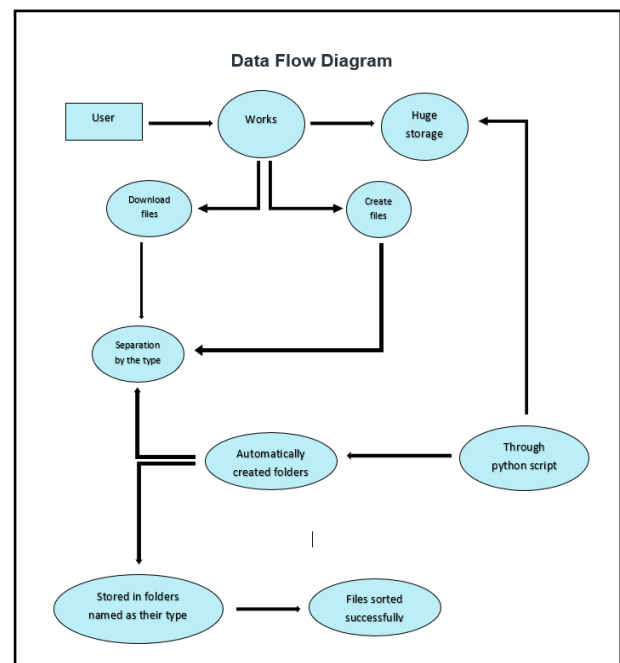 Data Flow Diagram
User
Works
Huge
storage
Download
files
Create
files
Separation
by the type
Automatically
created folders
Through
python script
Stored in folders
named as their type
Files sorted
successfully